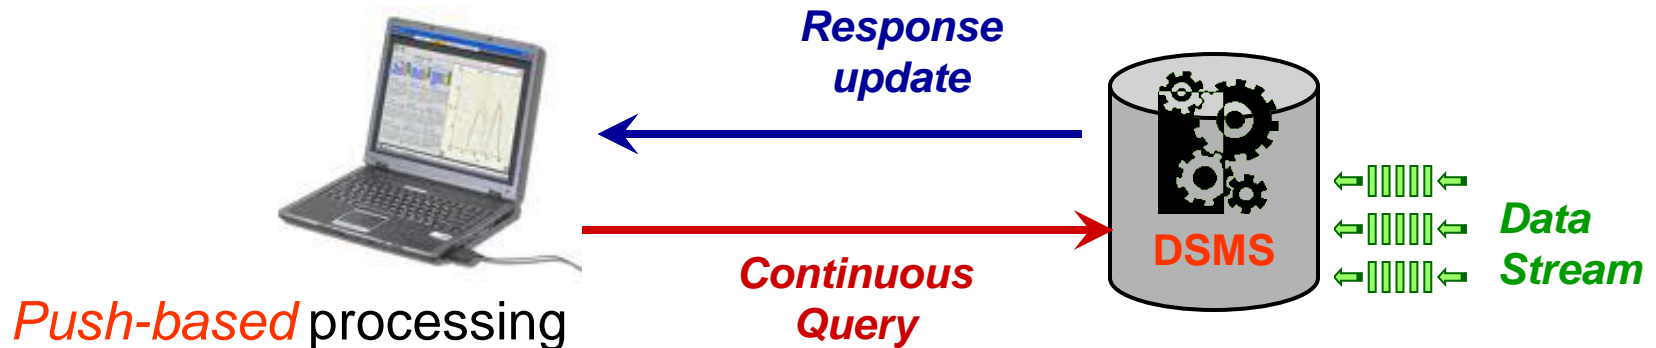 Response
update
DSMS
Data
Stream
Continuous
Query
Push-based processing